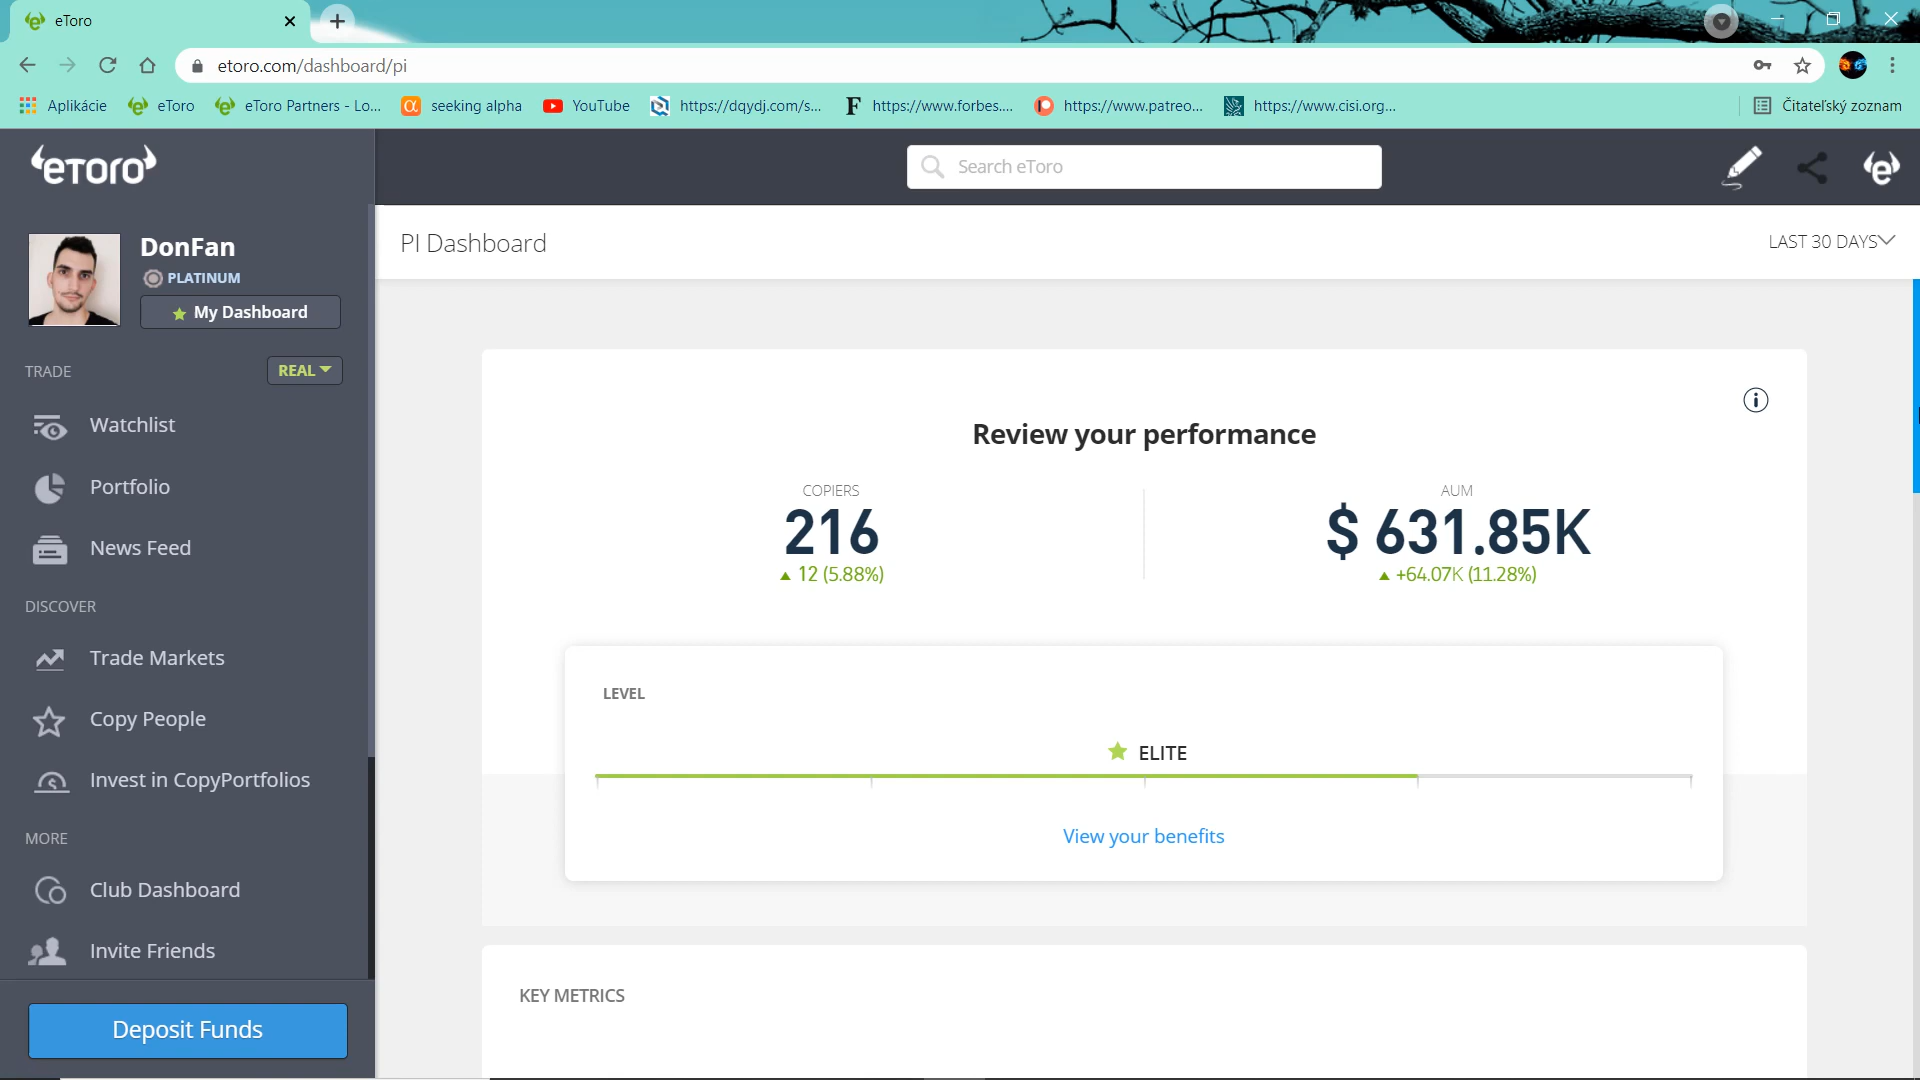 eToro
etoro.com/dashboard/pi
Aplikácie eToro eToro Partners - Lo... seeking alpha YouTube https://dqydj.com/s... https://www.forbes.... https://www.patreo... https://www.cisi.org... Čitateľský zoznam
eToro
Search eToro
DonFan
PLATINUM
My Dashboard
TRADE
REAL
Watchlist
Portfolio
News Feed
DISCOVER
Trade Markets
Copy People
Invest in CopyPortfolios
MORE
Club Dashboard
Invite Friends
Deposit Funds
PI Dashboard
LAST 30 DAYS
Review your performance
COPIERS
216
12 (5.88%)
AUM
$ 631.85K
+64.07K (11.28%)
LEVEL
ELITE
View your benefits
KEY METRICS